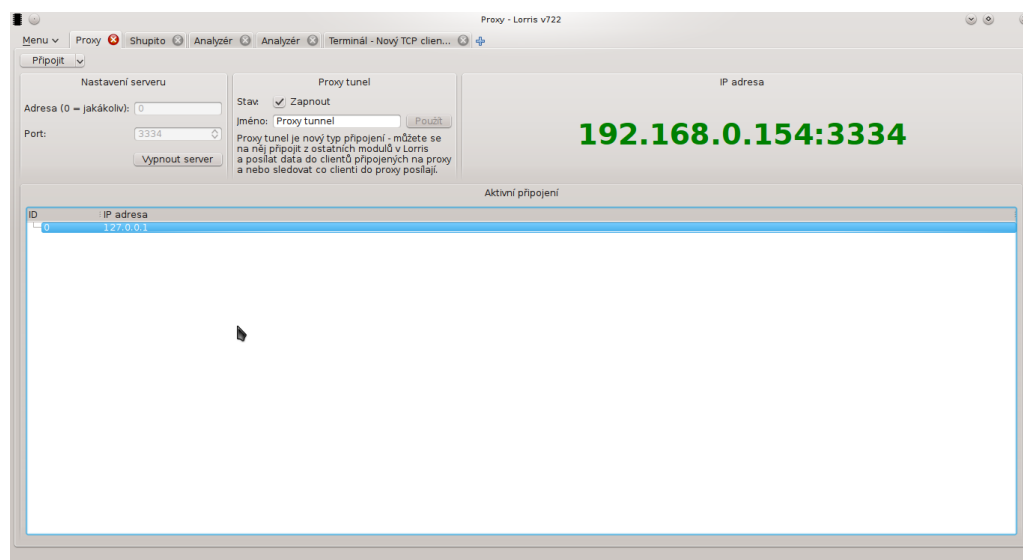 Proxy - Lorris v722
Menu Proxy Shupito Analyzér Analyzér Terminál - Nový TCP clien...
Připojit
Nastavení serveru
Adresa (0 = jakákoliv): 0
Port: 3334
Vypnout server
Proxy tunel
Stav: Zapnout
Jméno: Proxy tunnel Použít
Proxy tunel je nový typ připojení - můžete se
na něj připojit z ostatních modulů v Lorris
a posílat data do clientů připojených na proxy
a nebo sledovat co clienti do proxy posílají.
IP adresa
192.168.0.154:3334
Aktivní připojení
ID IP adresa
0 127.0.0.1